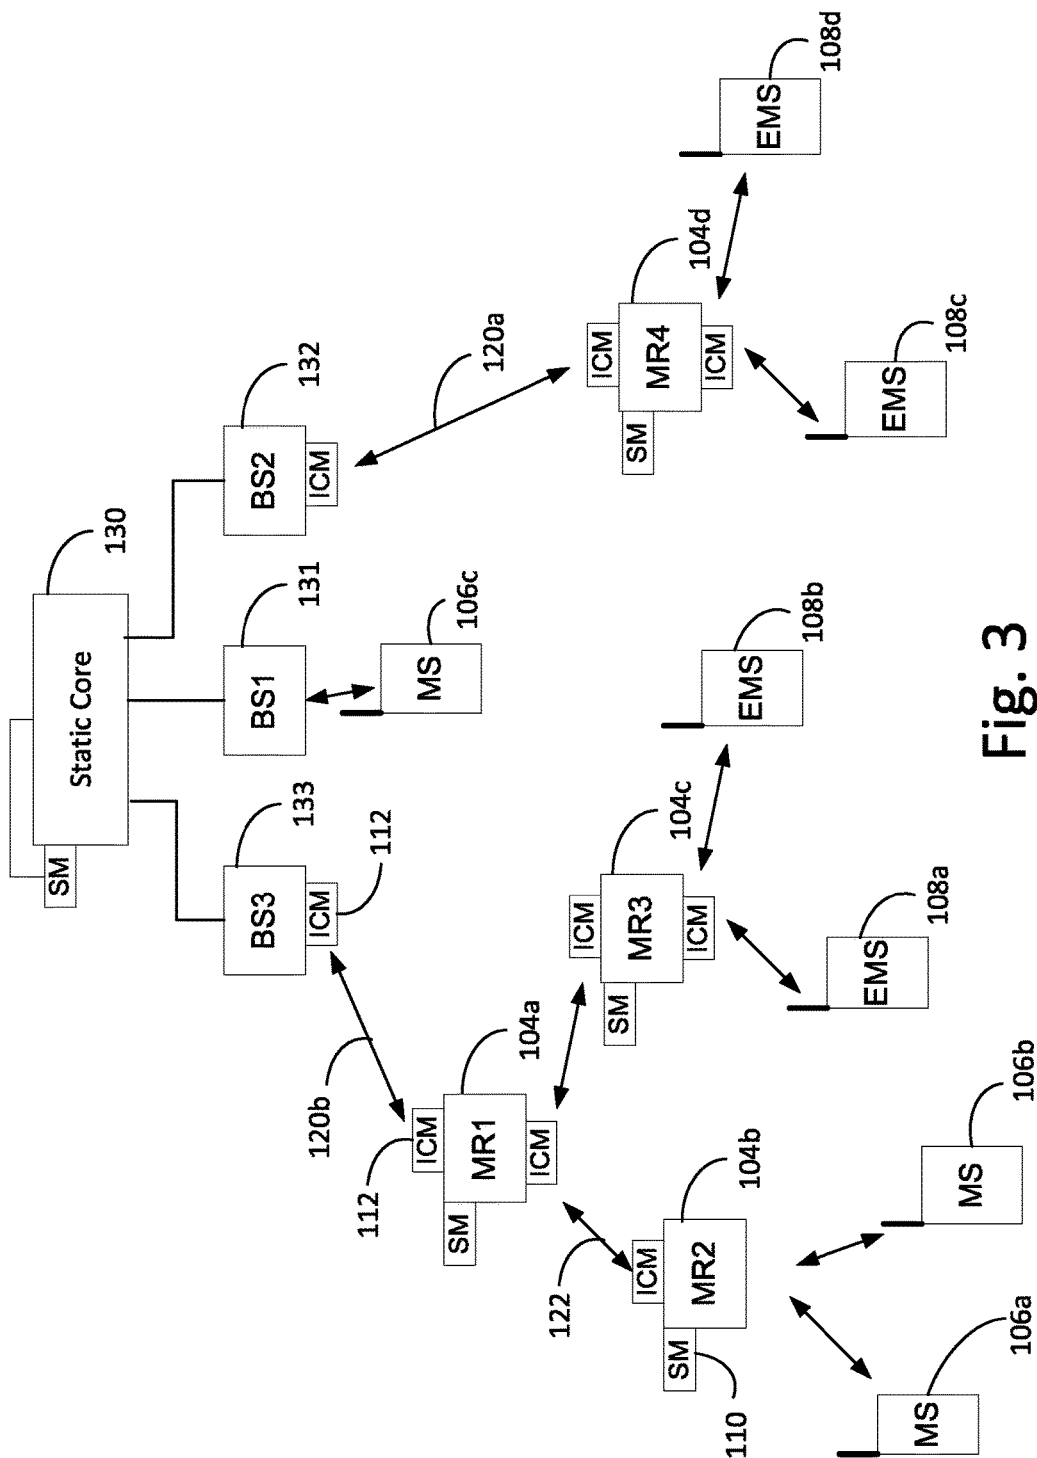 SM
Static Core
130
BS3
133
ICM
112
BS1
131
BS2
132
ICM
120b
MS
106c
120a
112
ICM
SM
MR1
104a
ICM
122
ICM
SM
MR2
104b
110
ICM
SM
MR3
104c
ICM
ICM
SM
MR4
104d
ICM
EMS
108b
EMS
108d
EMS
108a
EMS
108c
MS
106a
MS
106b
Fig. 3